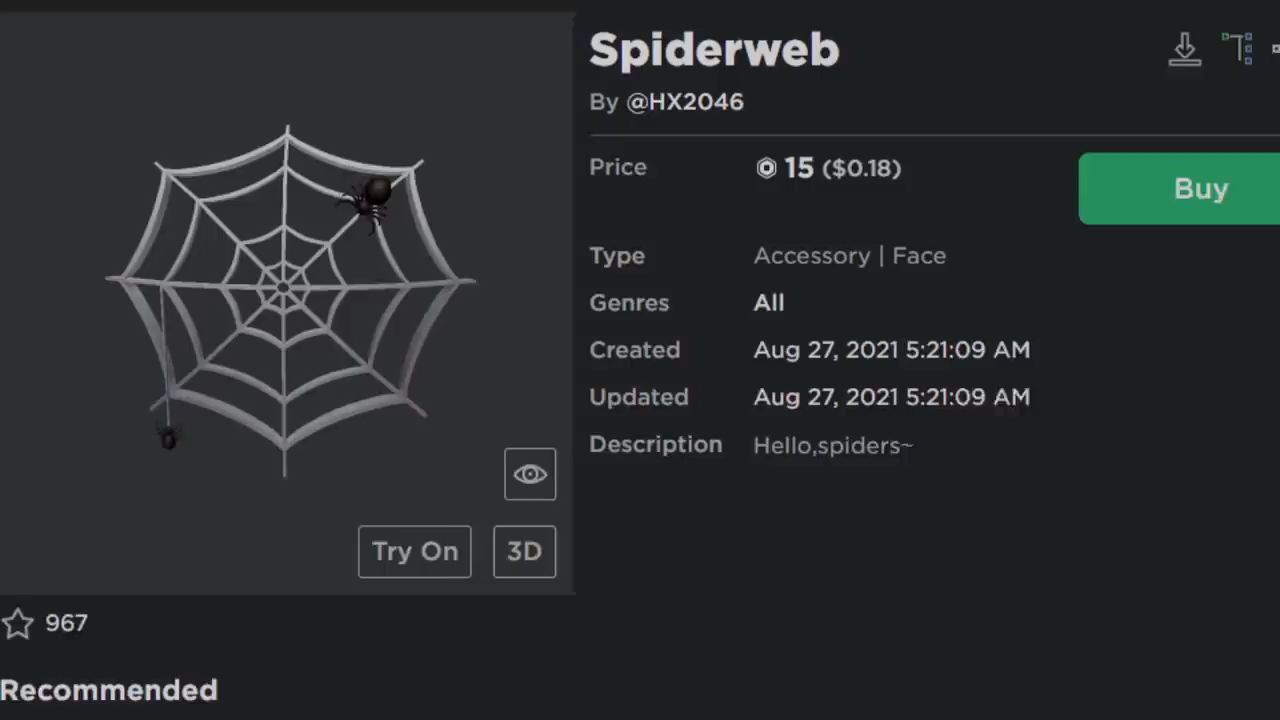 Spiderweb
By @HX2046
Price 15 ($0.18)
Buy
Type Accessory | Face
Genres All
Created Aug 27, 2021 5:21:09 AM
Updated Aug 27, 2021 5:21:09 AM
Description Hello,spiders~
Try On 3D
967
Recommended